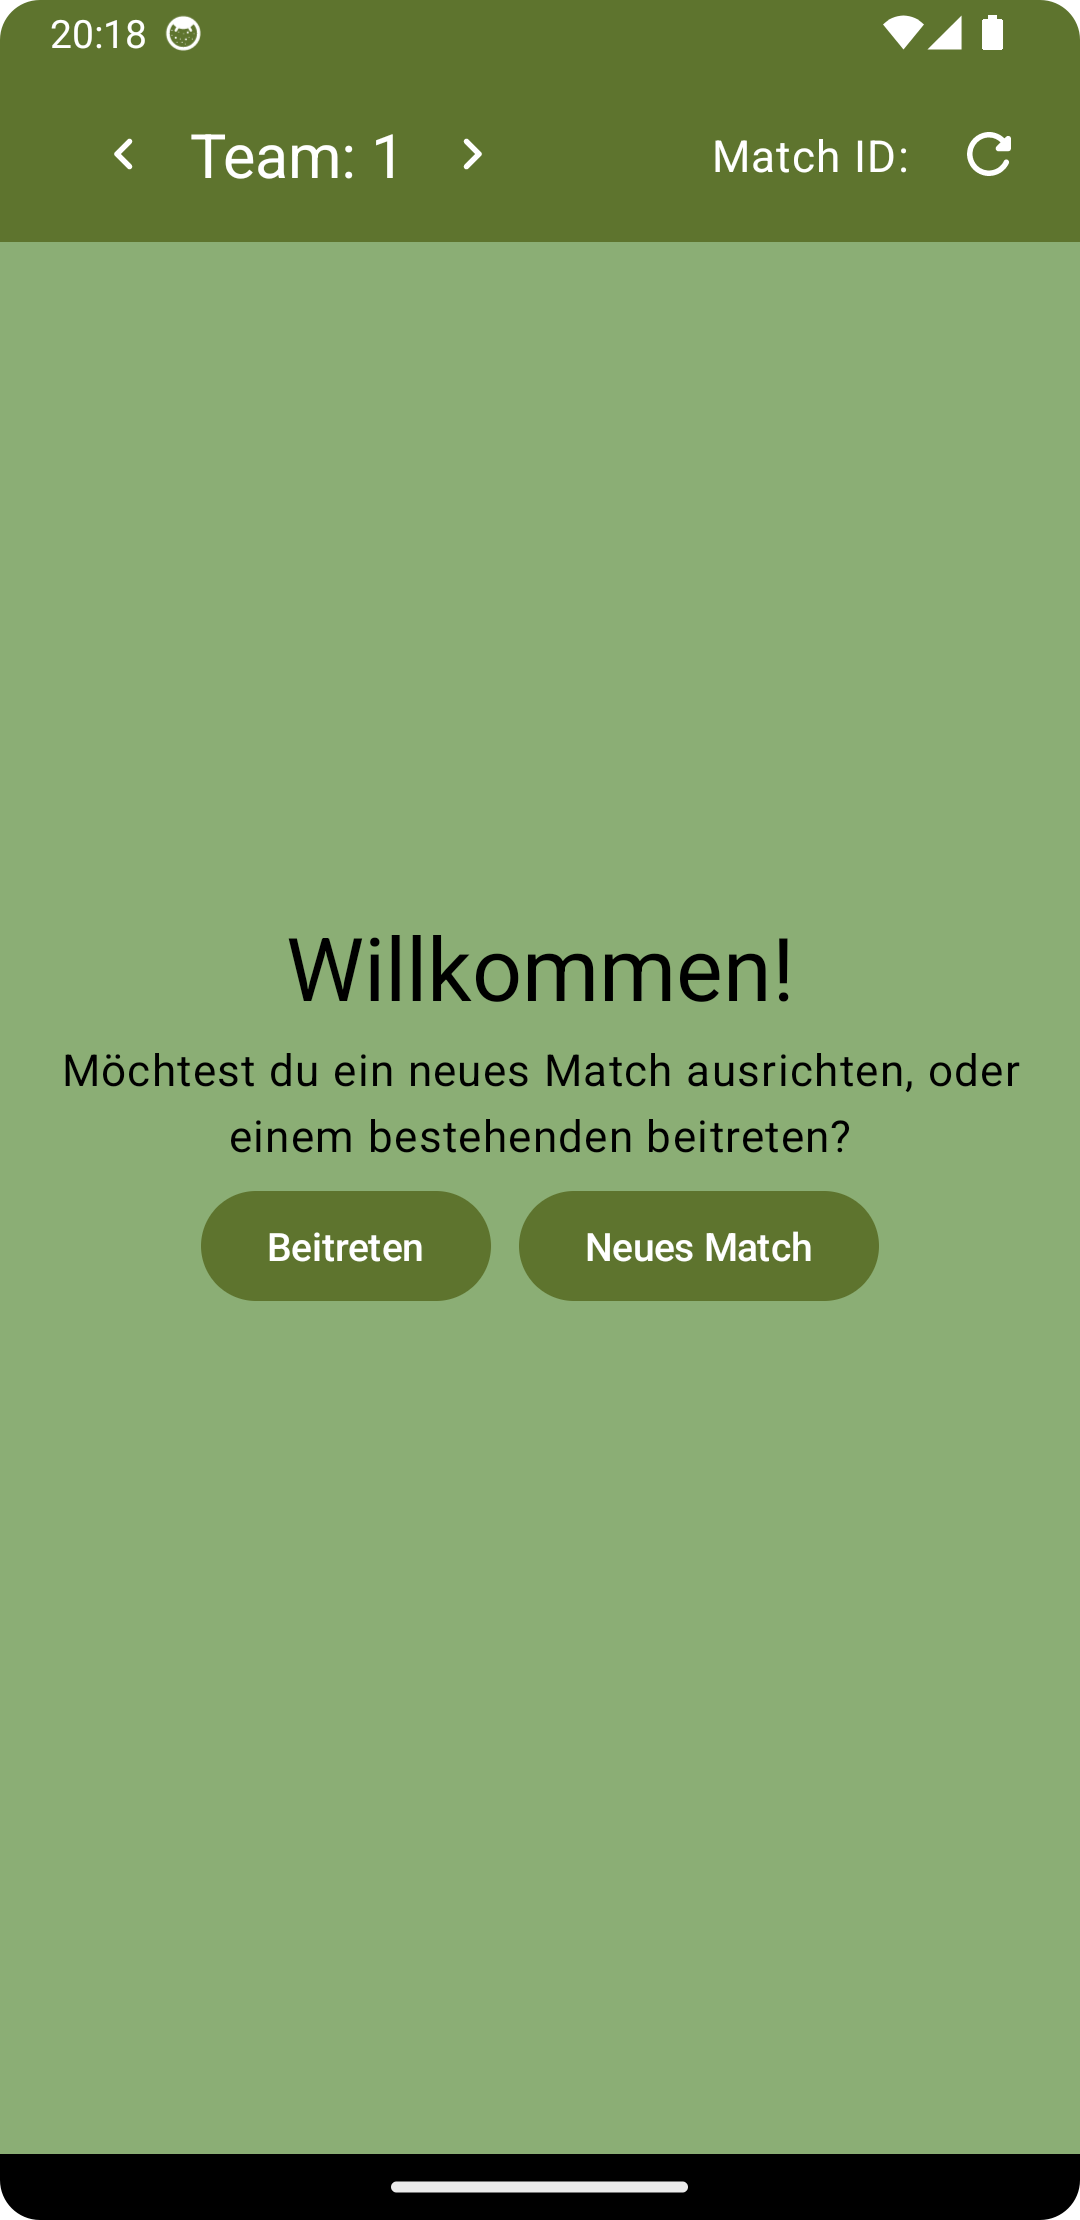 20:18
Team: 1
Match ID:
Willkommen!
Möchtest du ein neues Match ausrichten, oder
einem bestehenden beitreten?
Beitreten
Neues Match